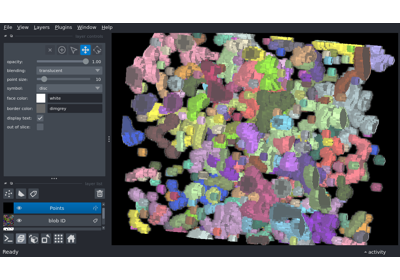 File View Layers Plugins Window Help
opacity: 1.00
blending: translucent
point size: 10
symbol: disc
face color: white
border color: dimgrey
display text:
out of slice:
Points
blob ID
Ready
activity